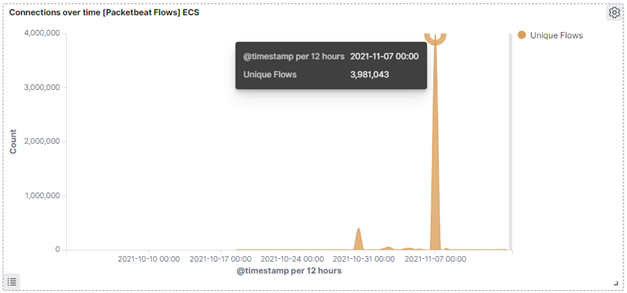 Connections over time [Packetbeat Flows] ECS
4,000,000
3,000,000
2,000,000
1,000,000
0
Count
@timestamp per 12 hours 2021-11-07 00:00
Unique Flows 3,981,043
Unique Flows
2021-10-10 00:00 2021-10-17 00:00 2021-10-24 00:00 2021-10-31 00:00 2021-11-07 00:00
@timestamp per 12 hours